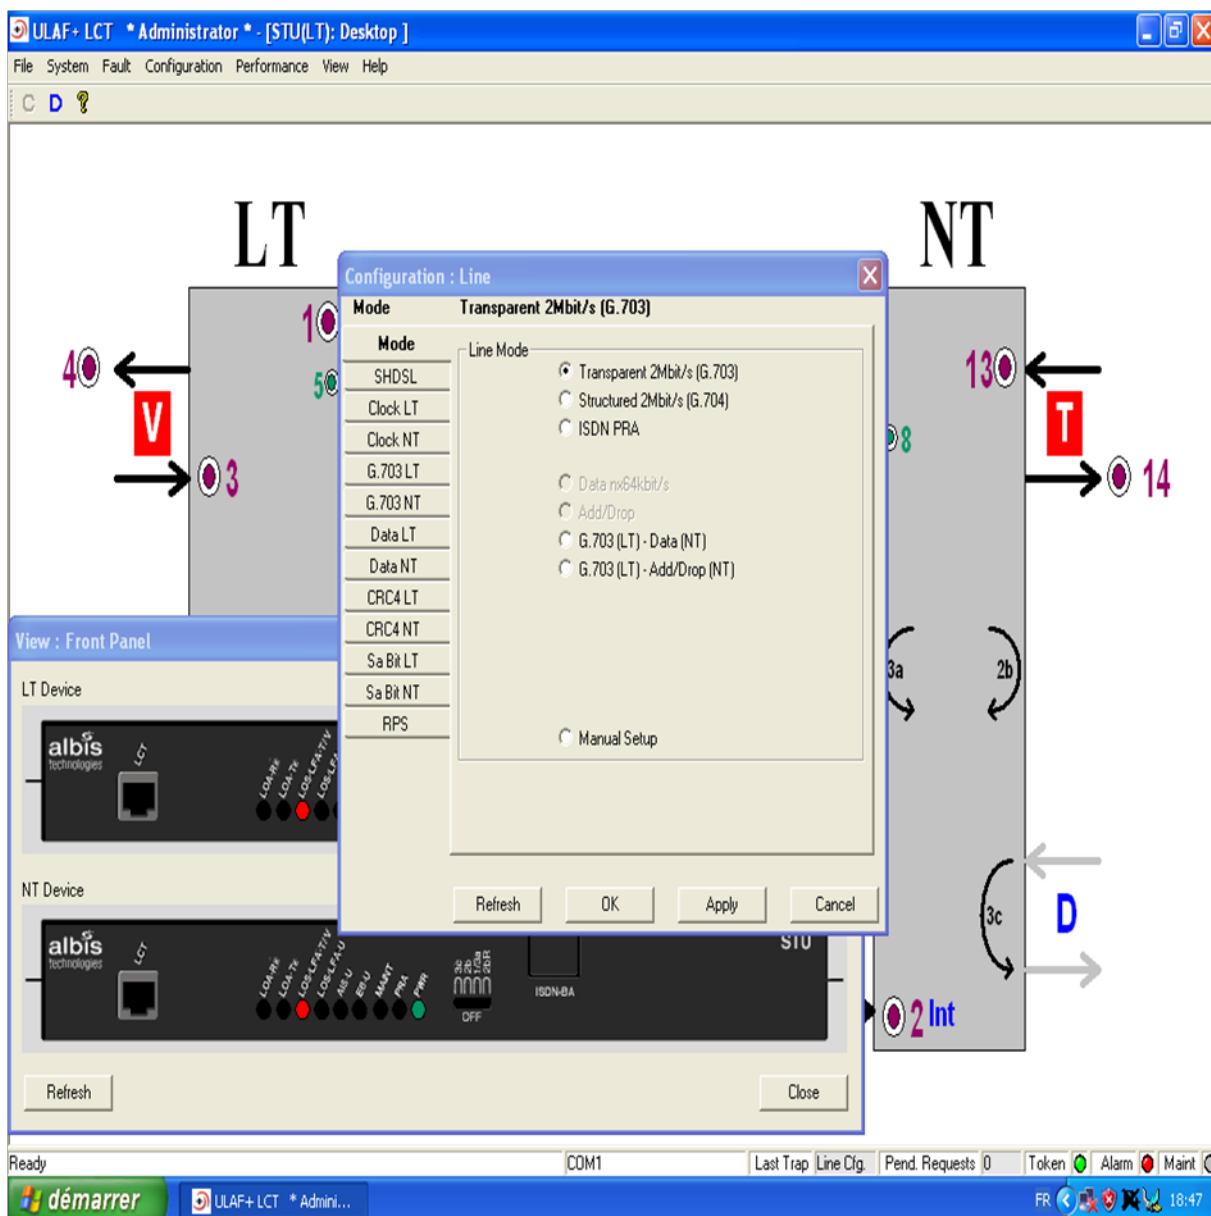 ULAF+ LCT * Administrator * - [STU(LT): Desktop ]
File System Fault Configuration Performance View Help
C D ?
LT
NT
1
4
5
V
3
13
T
8
14
3a
2b
3c
D
2 Int
Configuration : Line
Mode Transparent 2Mbit/s (G.703)
Mode
SHDSL
Clock LT
Clock NT
G.703 LT
G.703 NT
Data LT
Data NT
CRC4 LT
CRC4 NT
Sa Bit LT
Sa Bit NT
RPS
Line Mode
Transparent 2Mbit/s (G.703)
Structured 2Mbit/s (G.704)
ISDN PRA
Data nx64kbit/s
Add/Drop
G.703 (LT) - Data (NT)
G.703 (LT) - Add/Drop (NT)
Manual Setup
Refresh OK Apply Cancel
View : Front Panel
LT Device
albis
technologies
LCT
LOA-Rx
LOA-Tx
LOS-LFA-T/V
NT Device
albis
technologies
LCT
LOA-Rx
LOA-Tx
LOS-LFA-T/V
LOS-LFA-U
AIS-U
EB-U
MAINT
PRA
PWR
3c
2b
1/3a
2bR
OFF
ISDN-BA
STU
Refresh Close
Ready COM1 Last Trap Line Cfg. Pend. Requests 0 Token Alarm Maint
démarrer ULAF+ LCT * Admini... FR 18:47